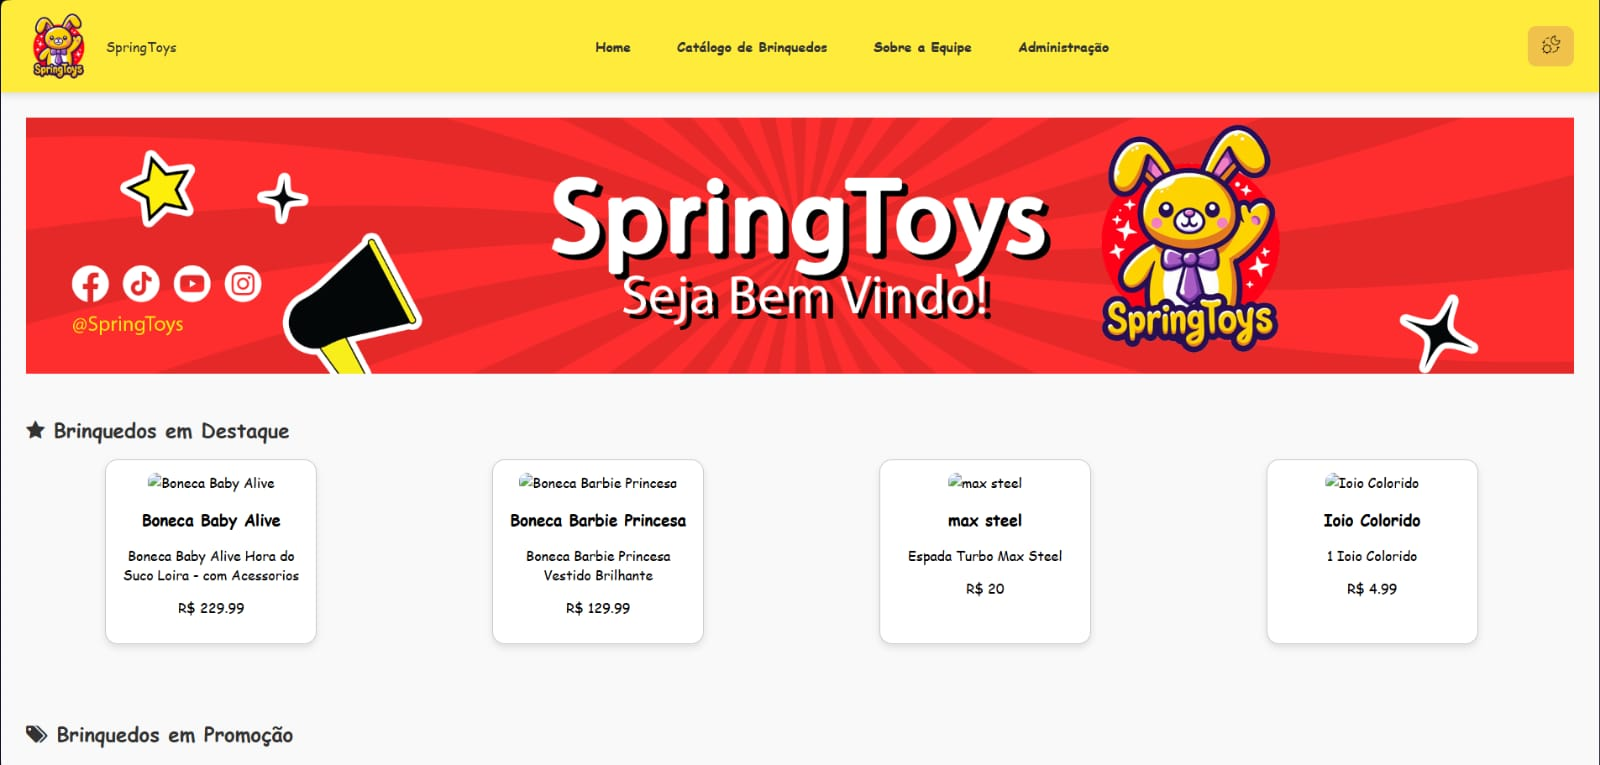 SpringToys
SpringToys
Home
Catálogo de Brinquedos
Sobre a Equipe
Administração
SpringToys
Seja Bem Vindo!
@SpringToys
SpringToys
Brinquedos em Destaque
Boneca Baby Alive
Boneca Baby Alive
Boneca Baby Alive Hora do
Suco Loira - com Acessorios
R$ 229.99
Boneca Barbie Princesa
Boneca Barbie Princesa
Boneca Barbie Princesa
Vestido Brilhante
R$ 129.99
max steel
max steel
Espada Turbo Max Steel
R$ 20
Ioio Colorido
Ioio Colorido
1 Ioio Colorido
R$ 4.99
Brinquedos em Promoção